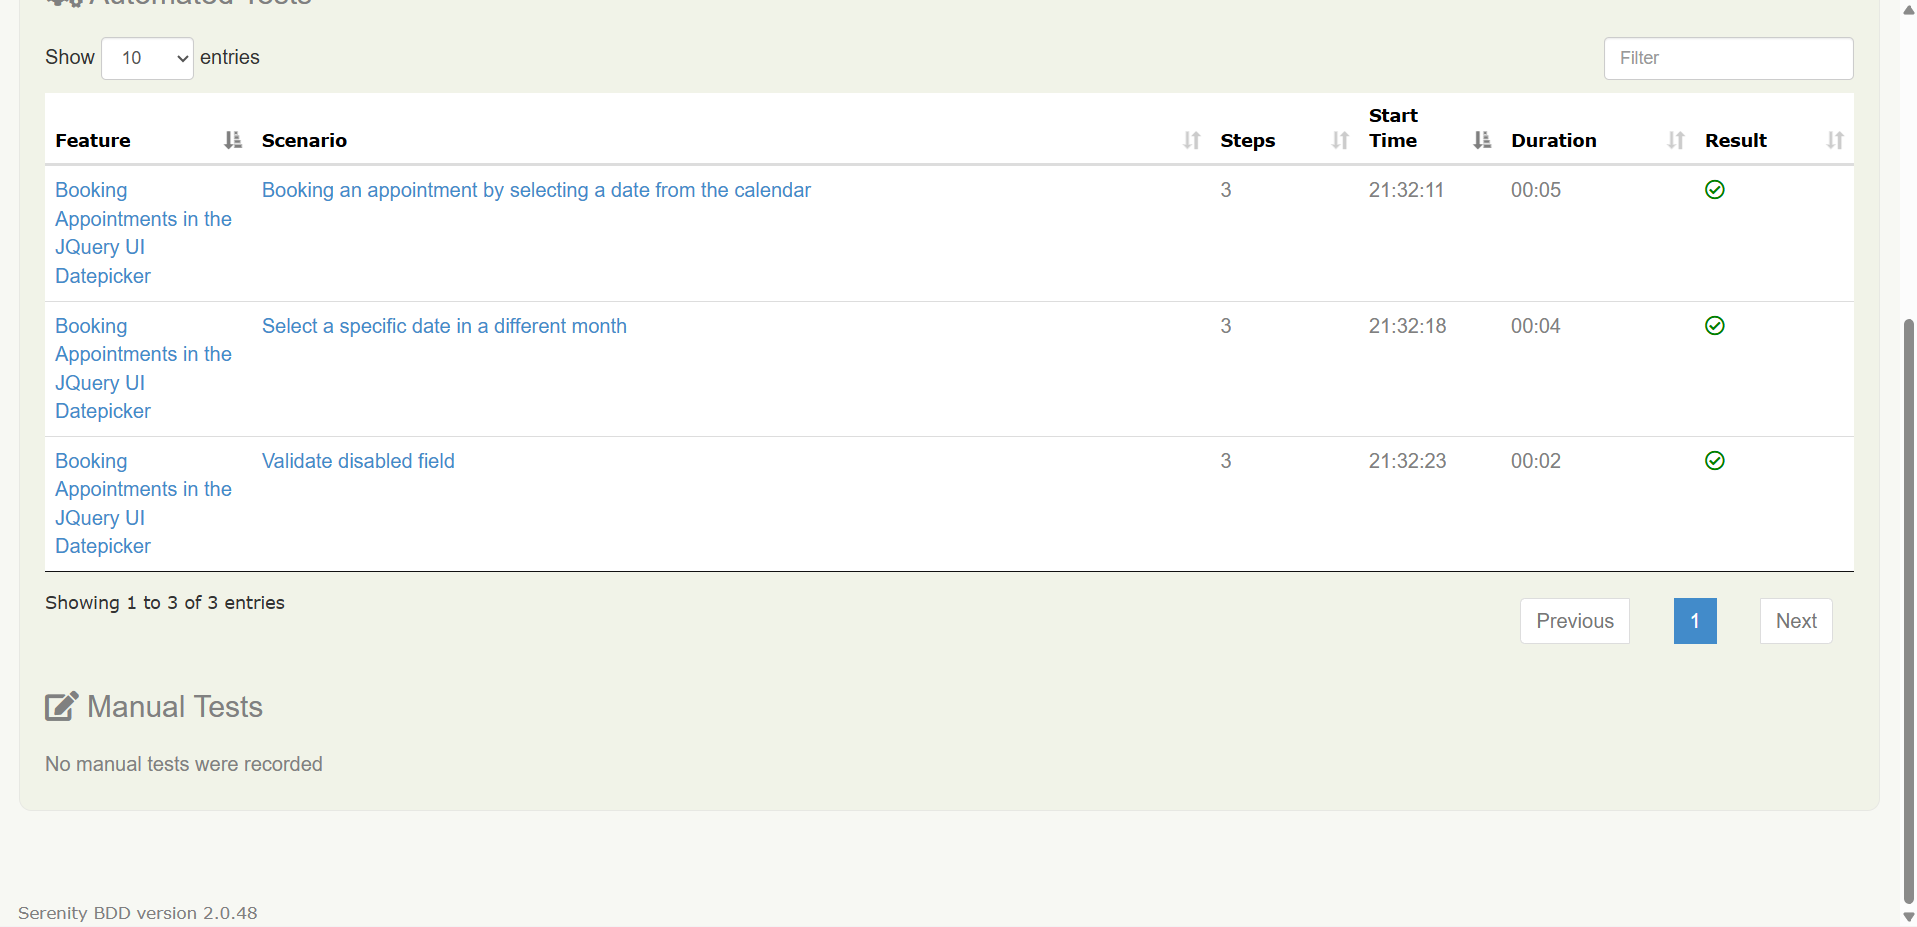 Automated Tests
Show 10 entries
Filter
Feature Scenario Steps Start Time Duration Result
Booking Appointments in the JQuery UI Datepicker Booking an appointment by selecting a date from the calendar 3 21:32:11 00:05
Booking Appointments in the JQuery UI Datepicker Select a specific date in a different month 3 21:32:18 00:04
Booking Appointments in the JQuery UI Datepicker Validate disabled field 3 21:32:23 00:02
Showing 1 to 3 of 3 entries
Previous 1 Next
Manual Tests
No manual tests were recorded
Serenity BDD version 2.0.48